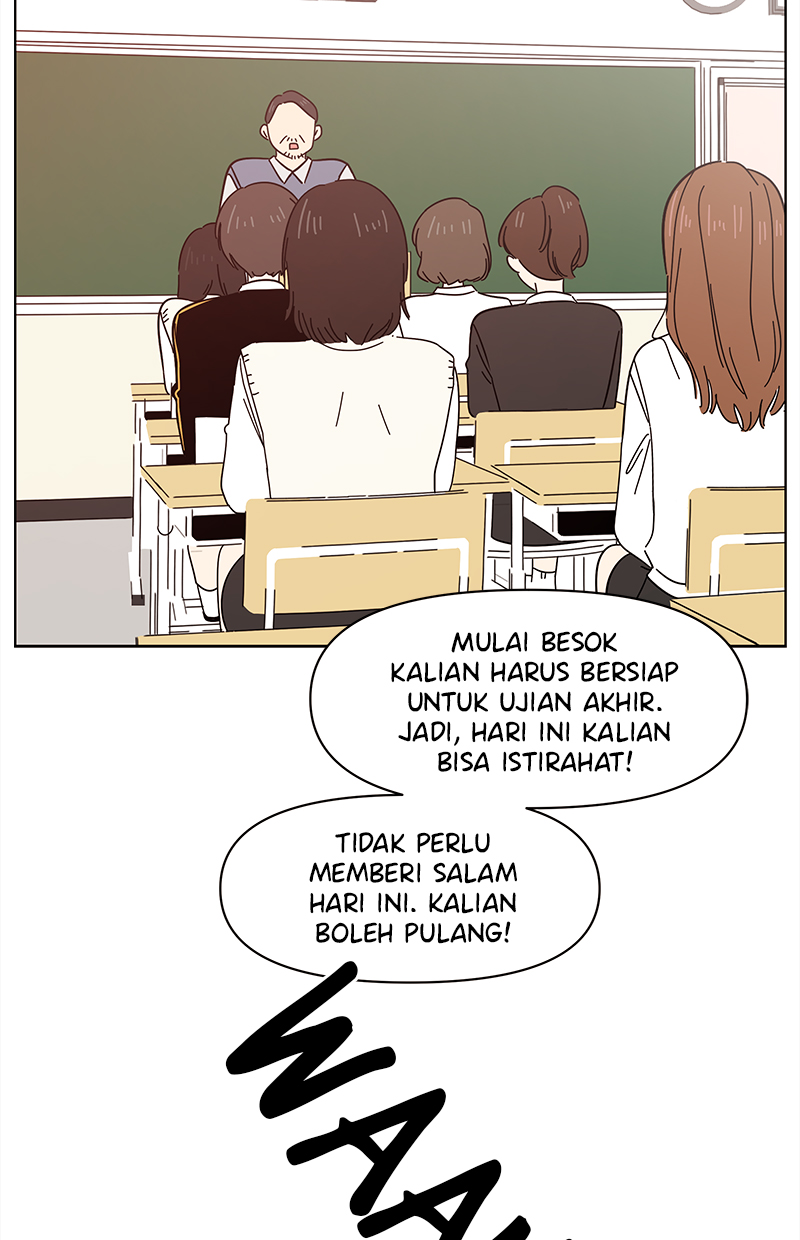 MULAI BESOK
KALIAN HARUS BERSIAP
UNTUK UJIAN AKHIR.
JADI, HARI INI KALIAN
BISA ISTIRAHAT!
TIDAK PERLU
MEMBERI SALAM
HARI INI. KALIAN
BOLEH PULANG!